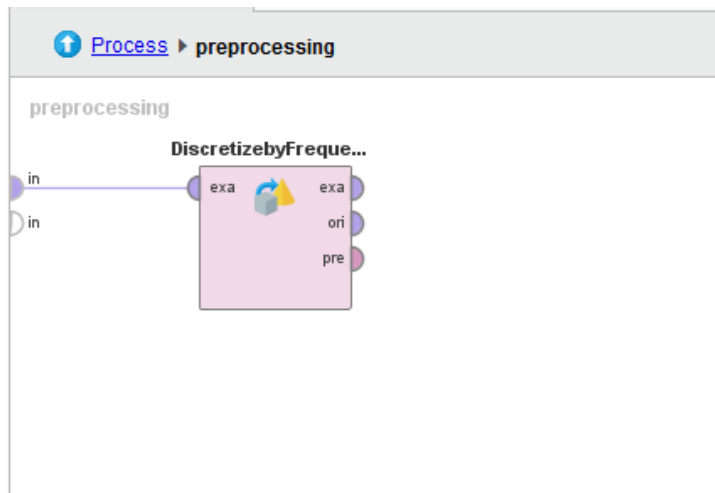 Process preprocessing
preprocessing
DiscretizebyFreque...
in
exa
exa
in
ori
pre